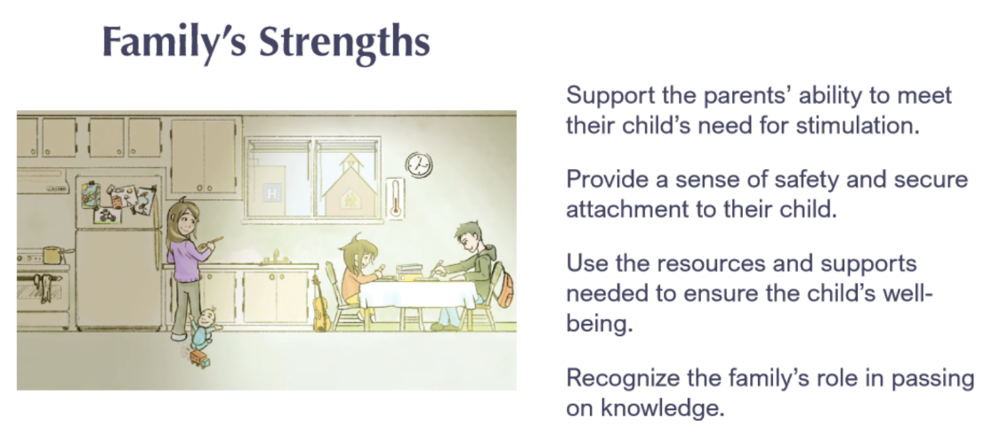 Family’s Strengths
H
Support the parents’ ability to meet
their child’s need for stimulation.
Provide a sense of safety and secure
attachment to their child.
Use the resources and supports
needed to ensure the child’s well-
being.
Recognize the family’s role in passing
on knowledge.